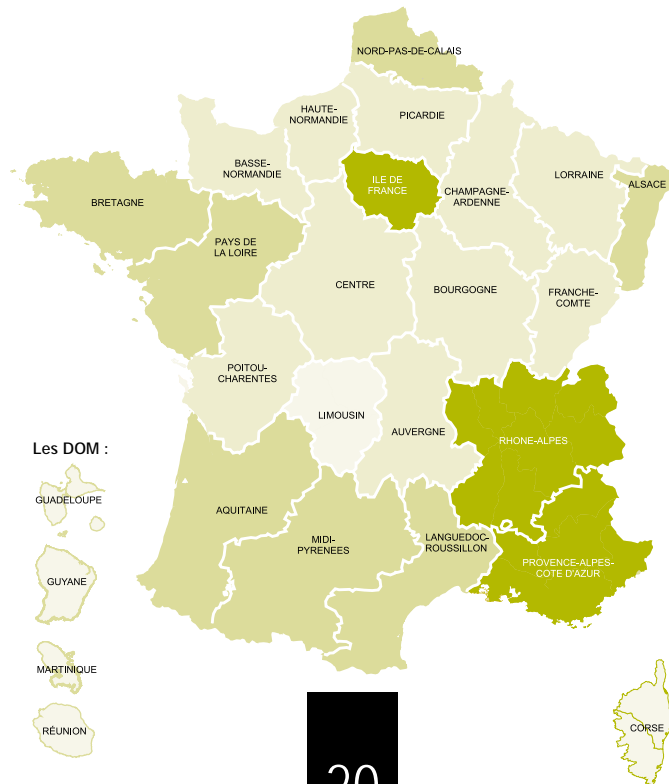 NORD-PAS-DE-CALAIS
HAUTE-
NORMANDIE
PICARDIE
BASSE-
NORMANDIE
ILE DE
FRANCE
CHAMPAGNE-
ARDENNE
LORRAINE
ALSACE
BRETAGNE
PAYS DE
LA LOIRE
CENTRE
BOURGOGNE
FRANCHE-
COMTE
POITOU-
CHARENTES
LIMOUSIN
AUVERGNE
RHONE-ALPES
Les DOM :
GUADELOUPE
AQUITAINE
MIDI-
PYRENEES
LANGUEDOC-
ROUSSILLON
PROVENCE-ALPES-
COTE D'AZUR
GUYANE
MARTINIQUE
RÉUNION
CORSE
20